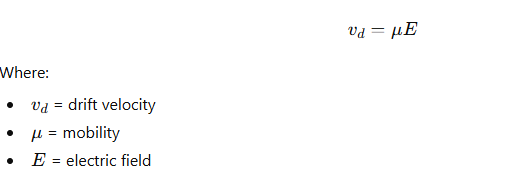 v_d = μE
Where:
• v_d = drift velocity
• μ = mobility
• E = electric field